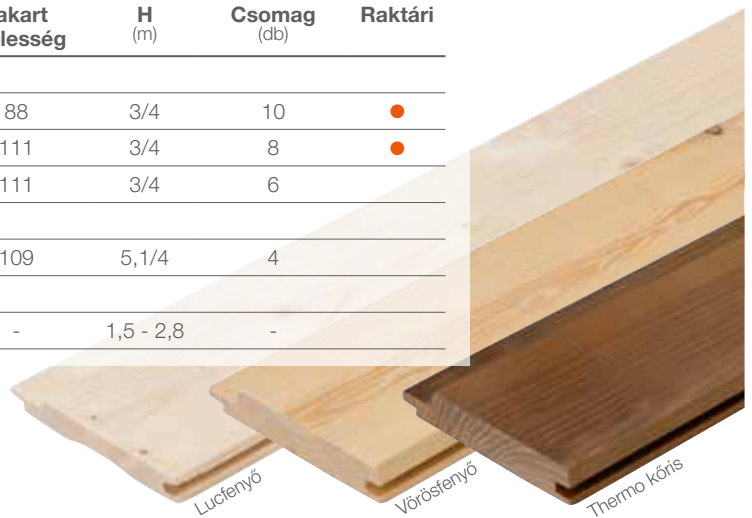 akart H Csomag Raktári
lesség (m) (db)
88 3/4 10
111 3/4 8
111 3/4 6
109 5,1/4 4
- 1,5 - 2,8 -
Lucfenyő
Vörösfenyő
Thermo kőris